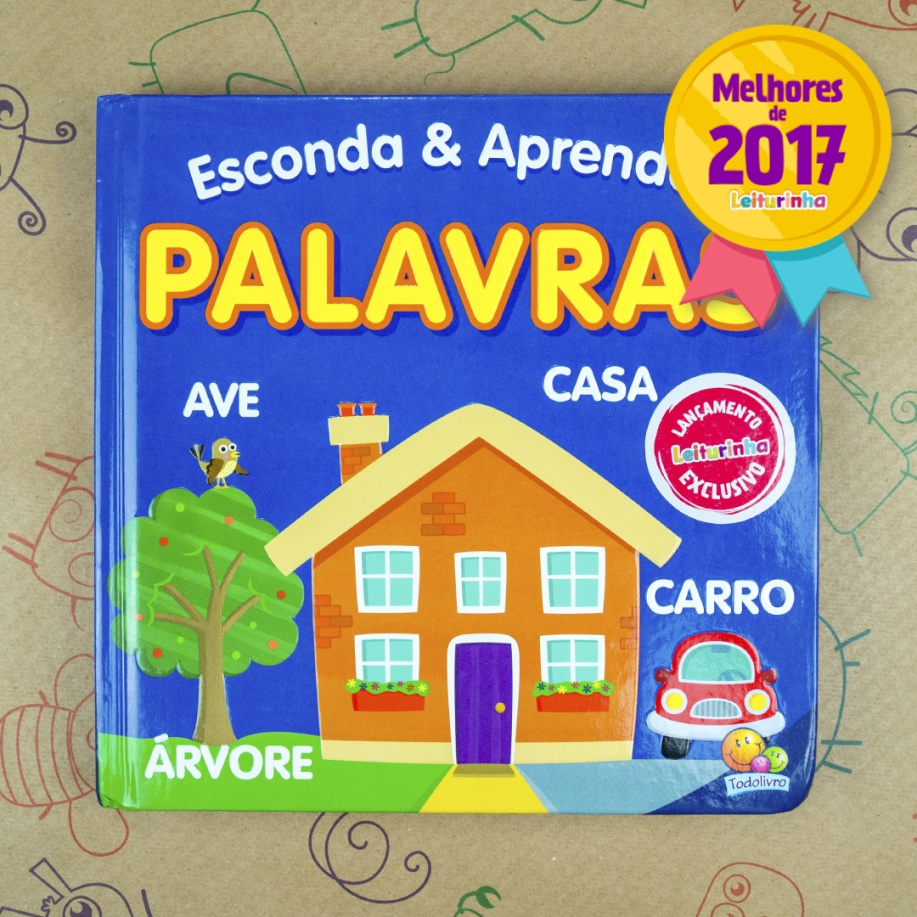 Esconda & Aprenda
PALAVRAS
Melhores
de
2017
Leiturinha
AVE
CASA
LANÇAMENTO
Leiturinha
EXCLUSIVO
CARRO
ÁRVORE
Todolivro